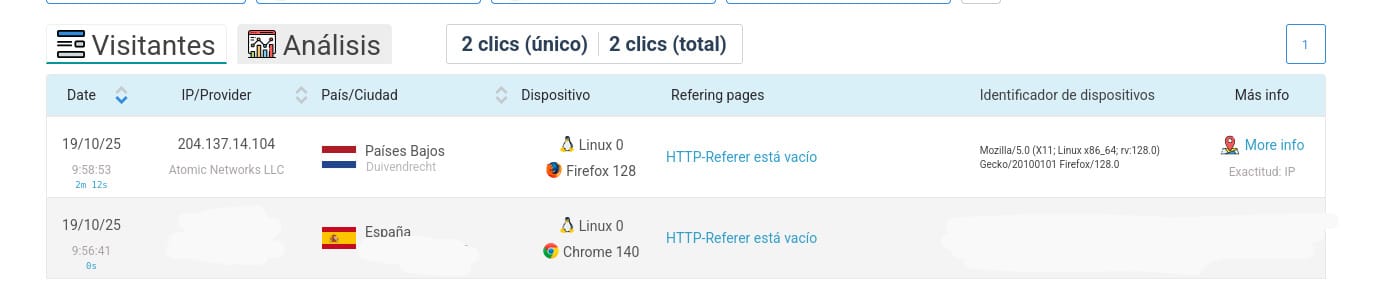 Visitantes
Análisis
2 clics (único) 2 clics (total)
1
Date IP/Provider País/Ciudad Dispositivo Refering pages Identificador de dispositivos Más info
19/10/25
9:58:53
2m 12s
204.137.14.104
Atomic Networks LLC
Países Bajos
Duivendrecht
Linux 0
Firefox 128
HTTP-Referer está vacío
Mozilla/5.0 (X11; Linux x86_64; rv:128.0)
Gecko/20100101 Firefox/128.0
More info
Exactitud: IP
19/10/25
9:56:41
0s
España
Linux 0
Chrome 140
HTTP-Referer está vacío